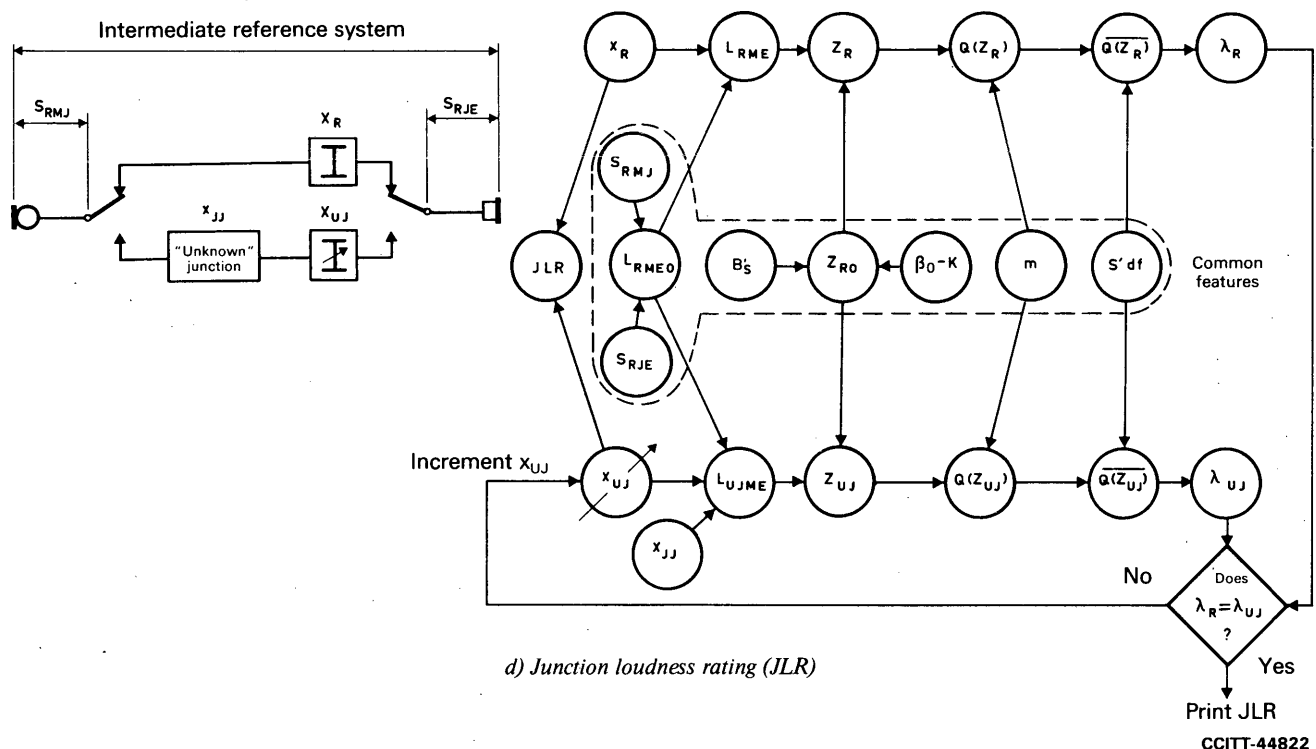 Intermediate reference system
S_RMJ
S_RJE
X_R
x_JJ
X_UJ
"Unknown"
junction
X_R
L_RME
Z_R
Q(Z_R)
Q(Z_R)
λ_R
S_RMJ
JLR
L_RME0
B'_S
Z_R0
β_0-K
m
S'df
Common
features
S_RJE
Increment x_UJ
x_UJ
L_UJME
Z_UJ
Q(Z_UJ)
Q(Z_UJ)
λ_UJ
x_JJ
No
Does
λ_R=λ_UJ
?
Yes
d) Junction loudness rating (JLR)
Print JLR
CCITT-44822